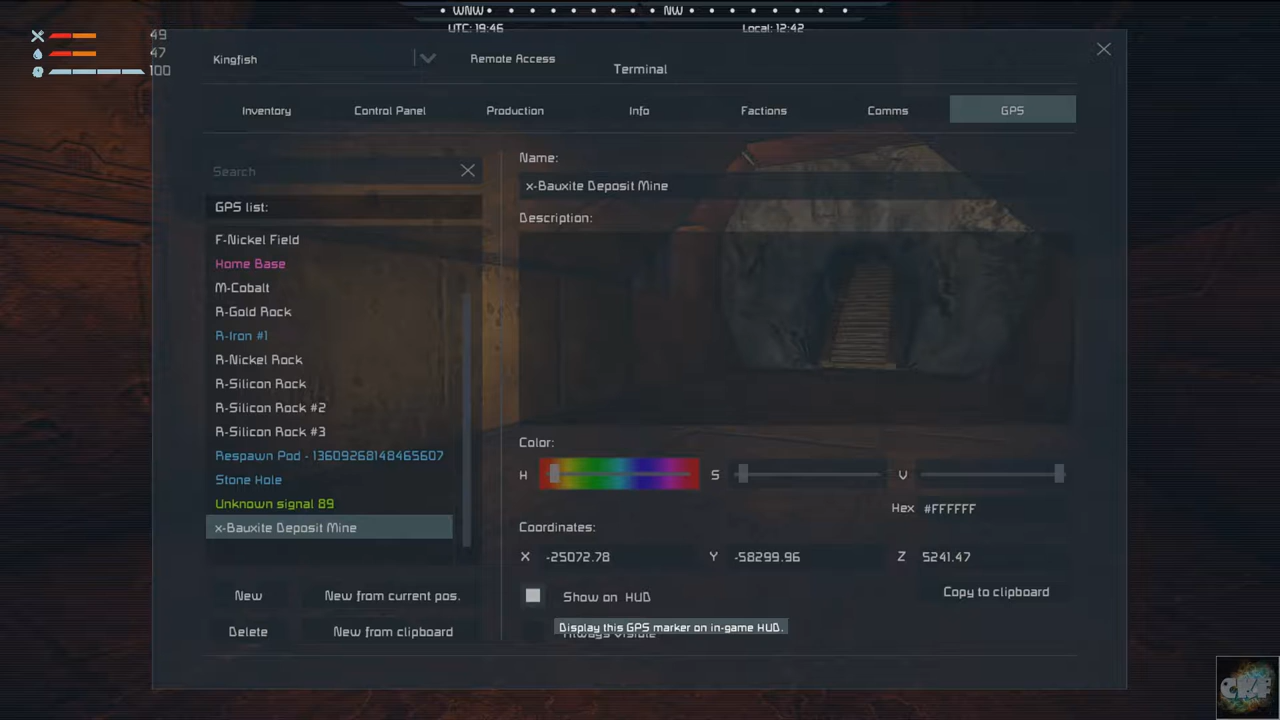 WNW
NW
UTC: 19:46
Local: 12:42
49
47
100
Kingfish
Remote Access
Terminal
Inventory
Control Panel
Production
Info
Factions
Comms
GPS
Search
GPS list:
F-Nickel Field
Home Base
M-Cobalt
R-Gold Rock
R-Iron #1
R-Nickel Rock
R-Silicon Rock
R-Silicon Rock #2
R-Silicon Rock #3
Respawn Pod - 13609268148465607
Stone Hole
Unknown signal 89
x-Bauxite Deposit Mine
New
New from current pos.
Delete
New from clipboard
Name:
x-Bauxite Deposit Mine
Description:
Color:
H
S
V
Hex #FFFFFF
Coordinates:
X -25072.78
Y -58299.96
Z 5241.47
Show on HUD
Copy to clipboard
Display this GPS marker on in-game HUD.
Always visible